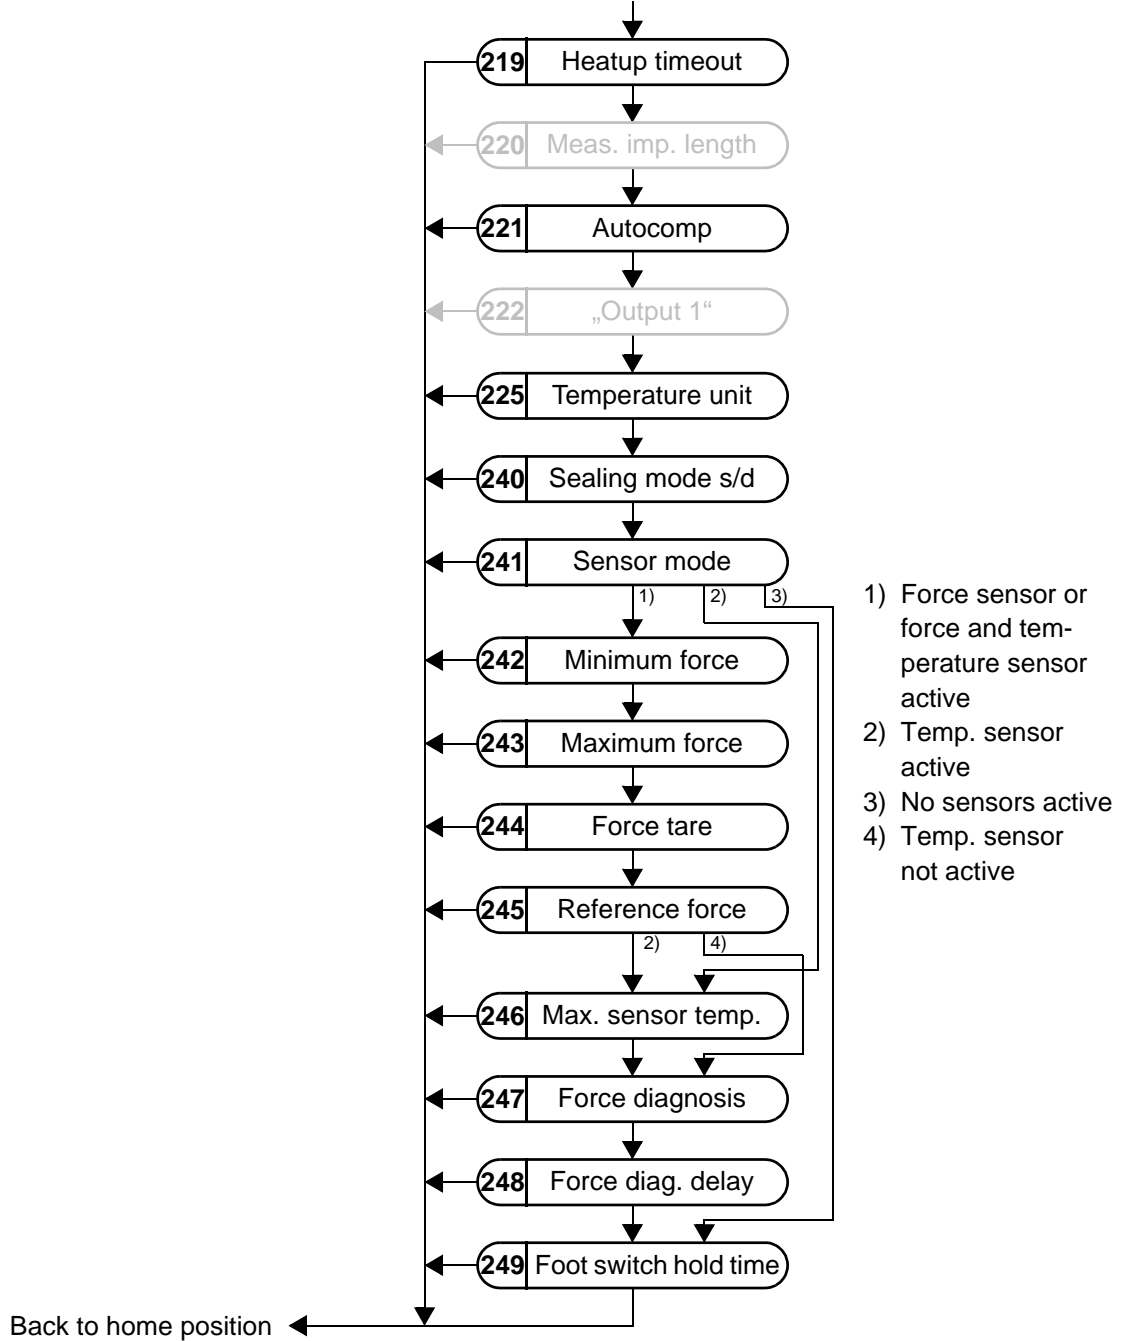 219 Heatup timeout
220 Meas. imp. length
221 Autocomp
222 „Output 1“
225 Temperature unit
240 Sealing mode s/d
241 Sensor mode
1) 2) 3)
242 Minimum force
243 Maximum force
244 Force tare
245 Reference force
2) 4)
246 Max. sensor temp.
247 Force diagnosis
248 Force diag. delay
249 Foot switch hold time
Back to home position
1) Force sensor or
force and tem-
perature sensor
active
2) Temp. sensor
active
3) No sensors active
4) Temp. sensor
not active